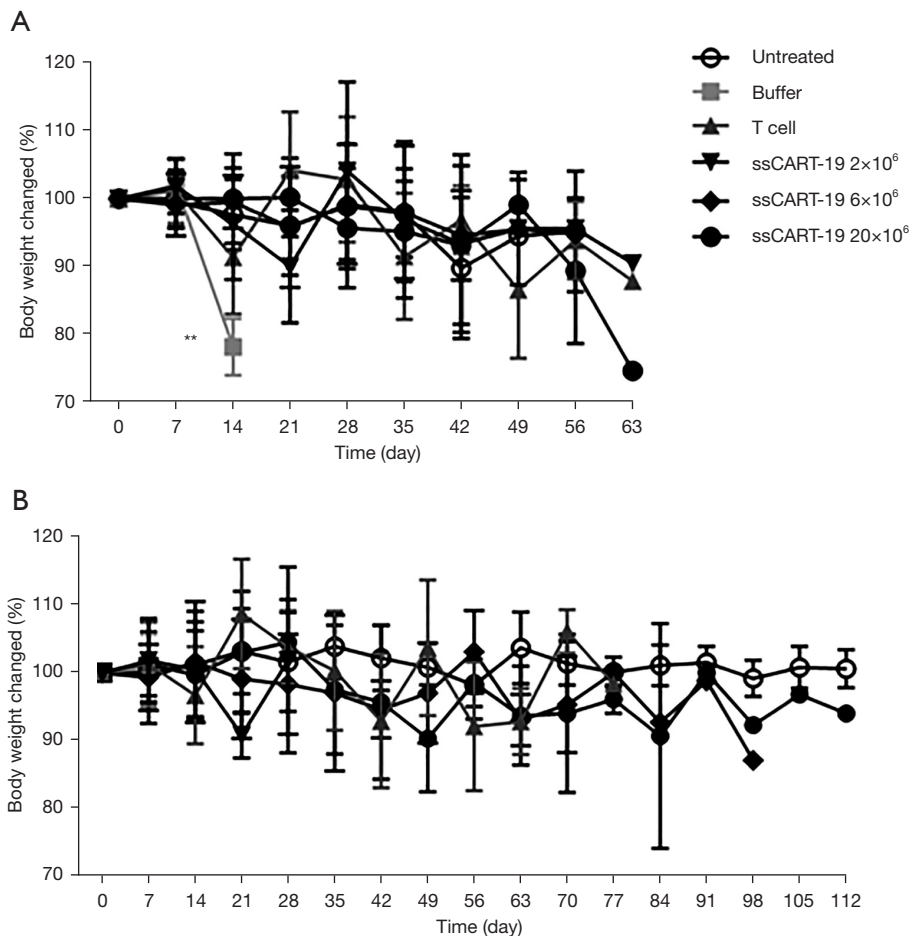 A
120
110
100
90
80
70
Body weight changed (%)
**
0 7 14 21 28 35 42 49 56 63
Time (day)
Untreated
Buffer
T cell
ssCART-19 2×10⁶
ssCART-19 6×10⁶
ssCART-19 20×10⁶
B
120
110
100
90
80
70
Body weight changed (%)
0 7 14 21 28 35 42 49 56 63 70 77 84 91 98 105 112
Time (day)